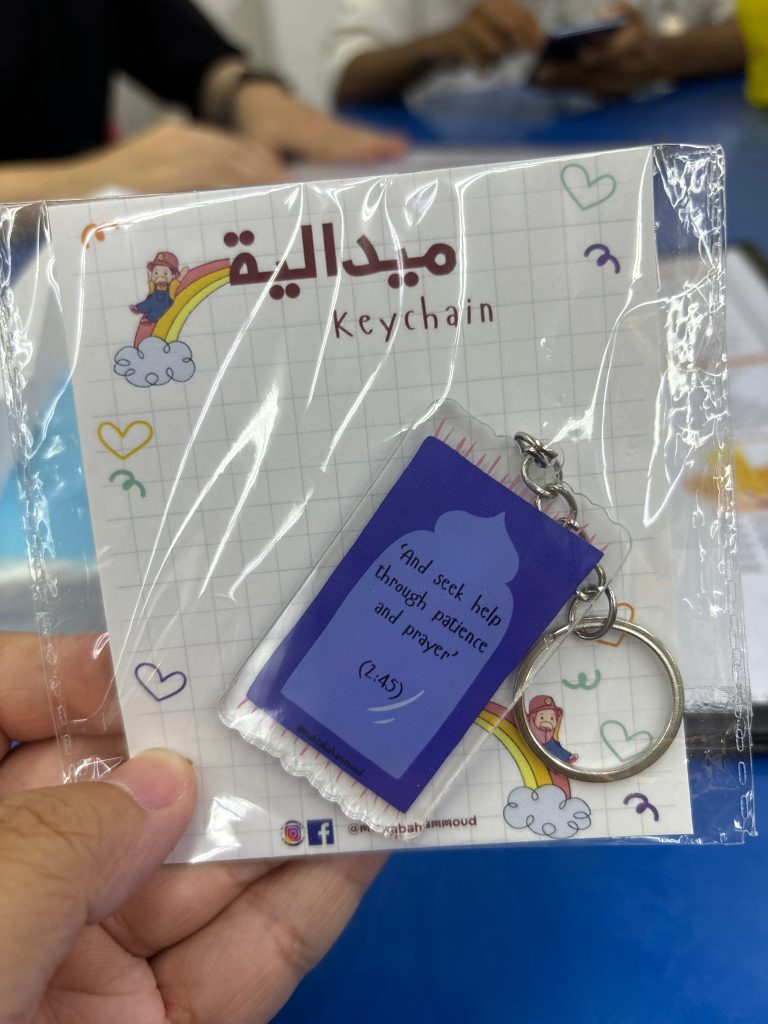 ميدالية
Keychain
'And seek help
through patience
and prayer'
(2:45)